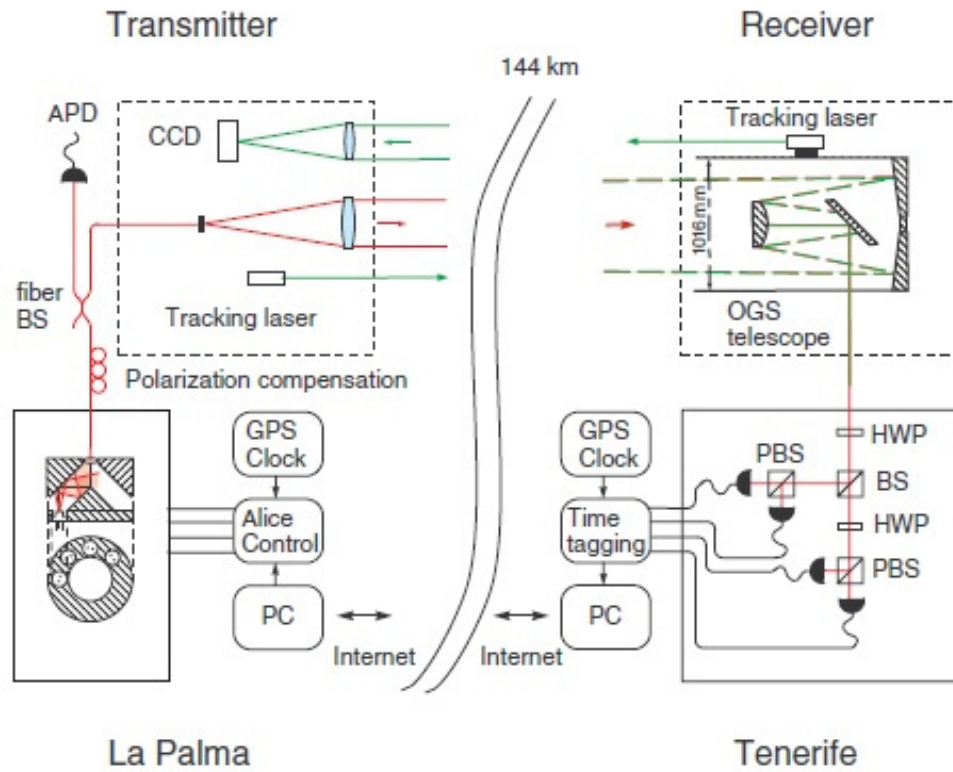 Transmitter
Receiver
144 km
APD
CCD
Tracking laser
1016 mm
fiber
BS
Tracking laser
OGS
telescope
Polarization compensation
GPS
Clock
GPS
Clock
HWP
PBS
BS
Alice
Control
Time
tagging
HWP
PBS
PC
PC
Internet
Internet
La Palma
Tenerife